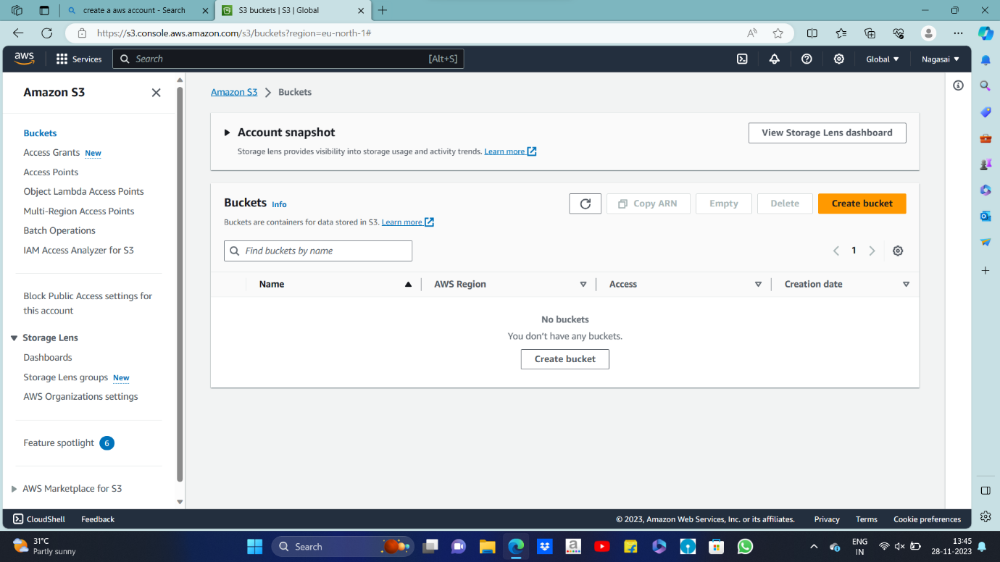 create a aws account - Search
S3 buckets | S3 | Global
https://s3.console.aws.amazon.com/s3/buckets?region=eu-north-1#
aws
Services
Search
[Alt+S]
Global
Nagasai
Amazon S3
Buckets
Access Grants New
Access Points
Object Lambda Access Points
Multi-Region Access Points
Batch Operations
IAM Access Analyzer for S3
Block Public Access settings for
this account
Storage Lens
Dashboards
Storage Lens groups New
AWS Organizations settings
Feature spotlight 6
AWS Marketplace for S3
Amazon S3 > Buckets
Account snapshot
View Storage Lens dashboard
Storage lens provides visibility into storage usage and activity trends. Learn more
Buckets Info
Copy ARN
Empty
Delete
Create bucket
Buckets are containers for data stored in S3. Learn more
Find buckets by name
1
Name
AWS Region
Access
Creation date
No buckets
You don't have any buckets.
Create bucket
CloudShell
Feedback
© 2023, Amazon Web Services, Inc. or its affiliates.
Privacy
Terms
Cookie preferences
31°C
Partly sunny
Search
ENG
IN
13:45
28-11-2023